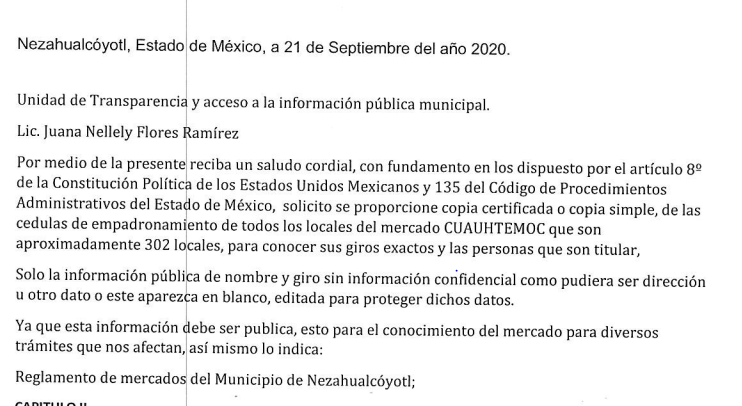 Nezahualcóyotl, Estado de México, a 21 de Septiembre del año 2020.
Unidad de Transparencia y acceso a la información pública municipal.
Lic. Juana Nellely Flores Ramírez
Por medio de la presente reciba un saludo cordial, con fundamento en los dispuesto por el artículo 8º
de la Constitución Política de los Estados Unidos Mexicanos y 135 del Código de Procedimientos
Administrativos del Estado de México,  solicito se proporcione copia certificada o copia simple, de las
cedulas de empadronamiento de todos los locales del mercado CUAUHTEMOC que son
aproximadamente 302 locales, para conocer sus giros exactos y las personas que son titular,
Solo la información pública de nombre y giro sin información confidencial como pudiera ser dirección
u otro dato o este aparezca en blanco, editada para proteger dichos datos.
Ya que esta información debe ser publica, esto para el conocimiento del mercado para diversos
trámites que nos afectan, así mismo lo indica:
Reglamento de mercados del Municipio de Nezahualcóyotl;
CAPITULO II